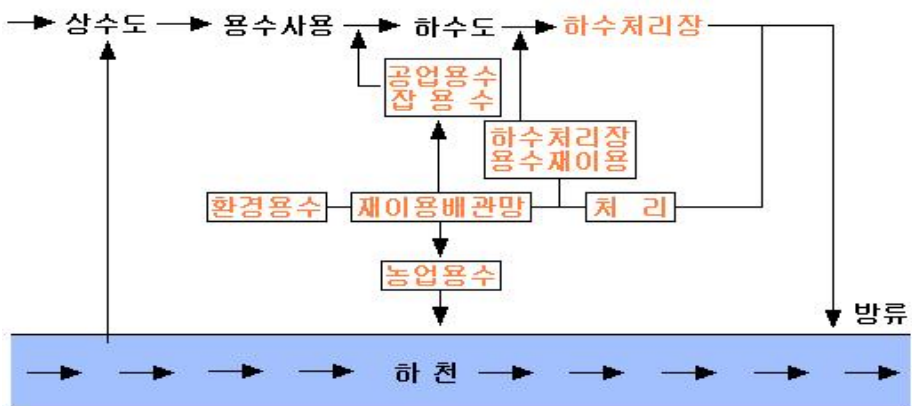 상수도
용수사용
하수도
하수처리장
공업용수
잡 용 수
하수처리장
용수재이용
환경용수
재이용배관망
처 리
농업용수
방류
하 천